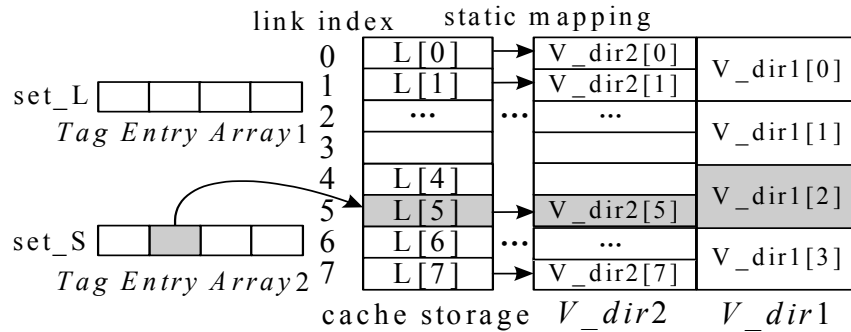 link index static mapping
0 L[0] V_dir2[0] V_dir1[0]
1 L[1] V_dir2[1]
set_L
Tag Entry Array1
2 ... ... ... V_dir1[1]
3
4 L[4] V_dir1[2]
5 L[5] V_dir2[5]
set_S
6 L[6] ... ... V_dir1[3]
7 L[7] V_dir2[7]
Tag Entry Array2
cache storage V_dir2 V_dir1